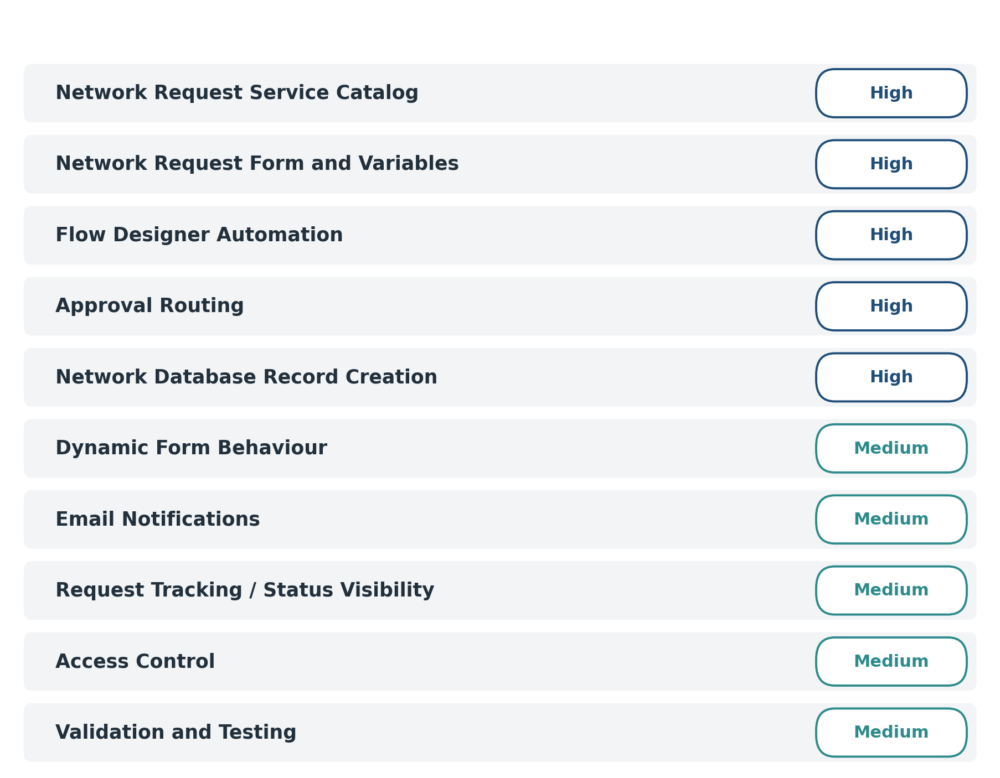 Network Request Service Catalog High
Network Request Form and Variables High
Flow Designer Automation High
Approval Routing High
Network Database Record Creation High
Dynamic Form Behaviour Medium
Email Notifications Medium
Request Tracking / Status Visibility Medium
Access Control Medium
Validation and Testing Medium